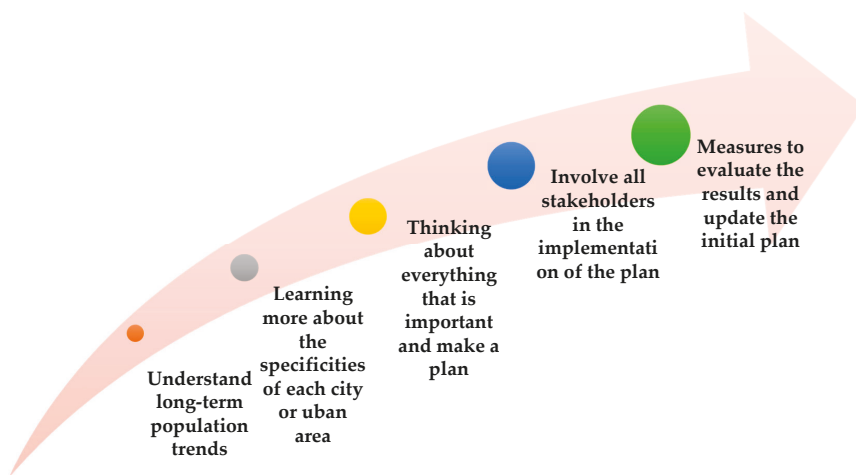 Understand
long-term
population
trends
Learning
more about
the
specificities
of each city
or uban
area
Thinking
about
everything
that is
important
and make a
plan
Involve all
stakeholders
in the
implementati
on of the plan
Measures to
evaluate the
results and
update the
initial plan